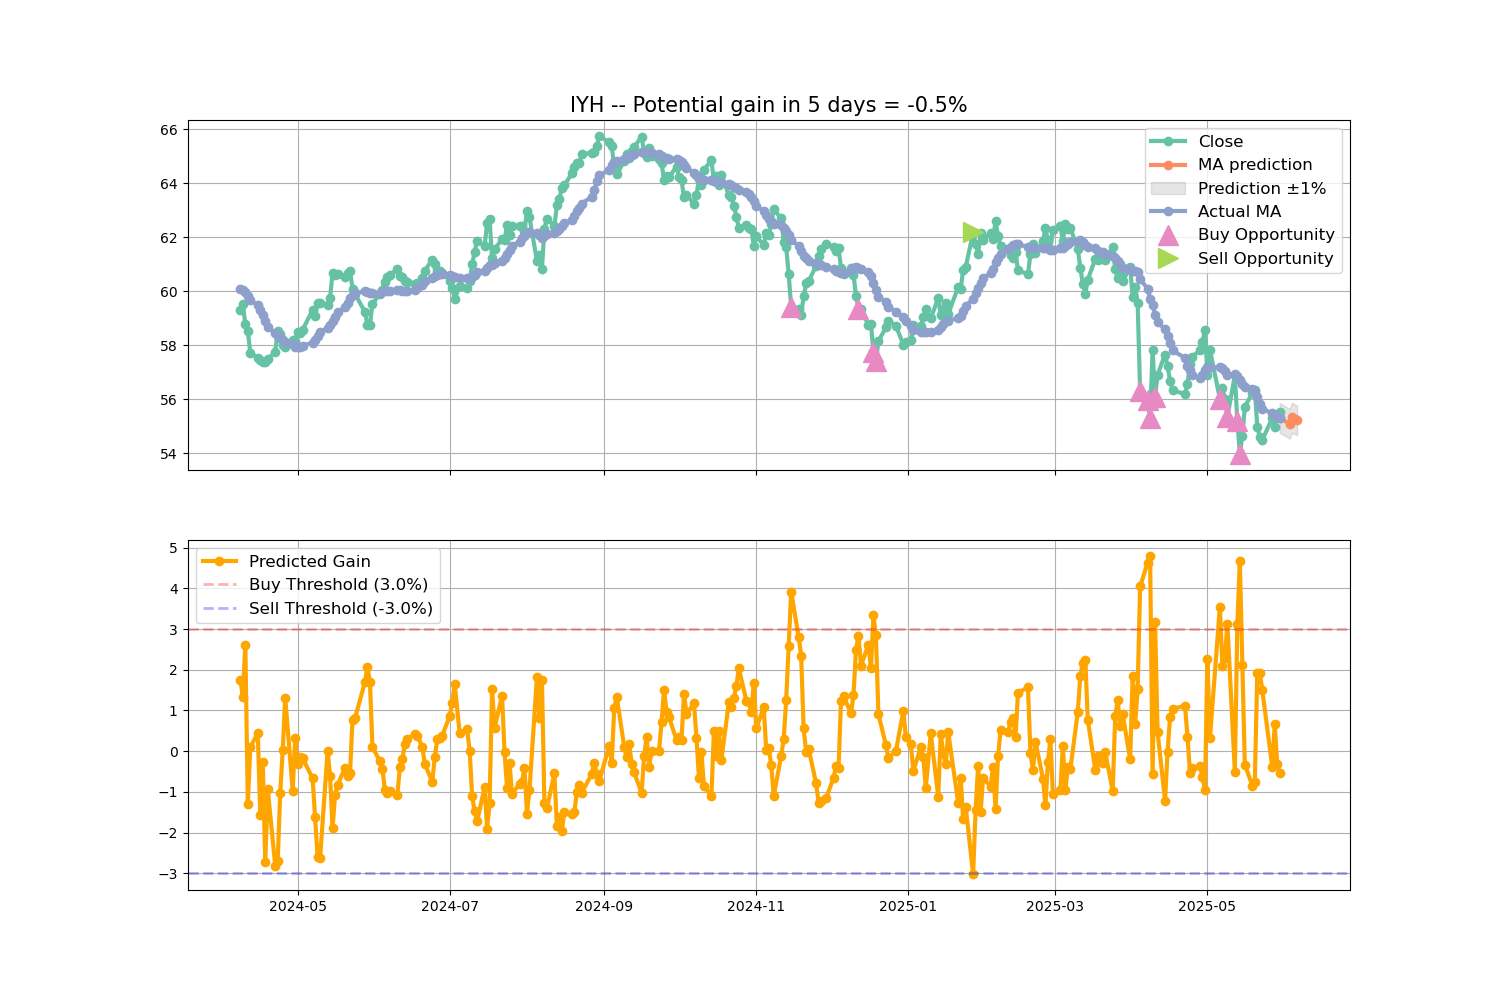 IYH -- Potential gain in 5 days = -0.5%
66
64
62
60
58
56
54
Close
MA prediction
Prediction ±1%
Actual MA
Buy Opportunity
Sell Opportunity
5
4
3
2
1
0
−1
−2
−3
Predicted Gain
Buy Threshold (3.0%)
Sell Threshold (-3.0%)
2024-05
2024-07
2024-09
2024-11
2025-01
2025-03
2025-05